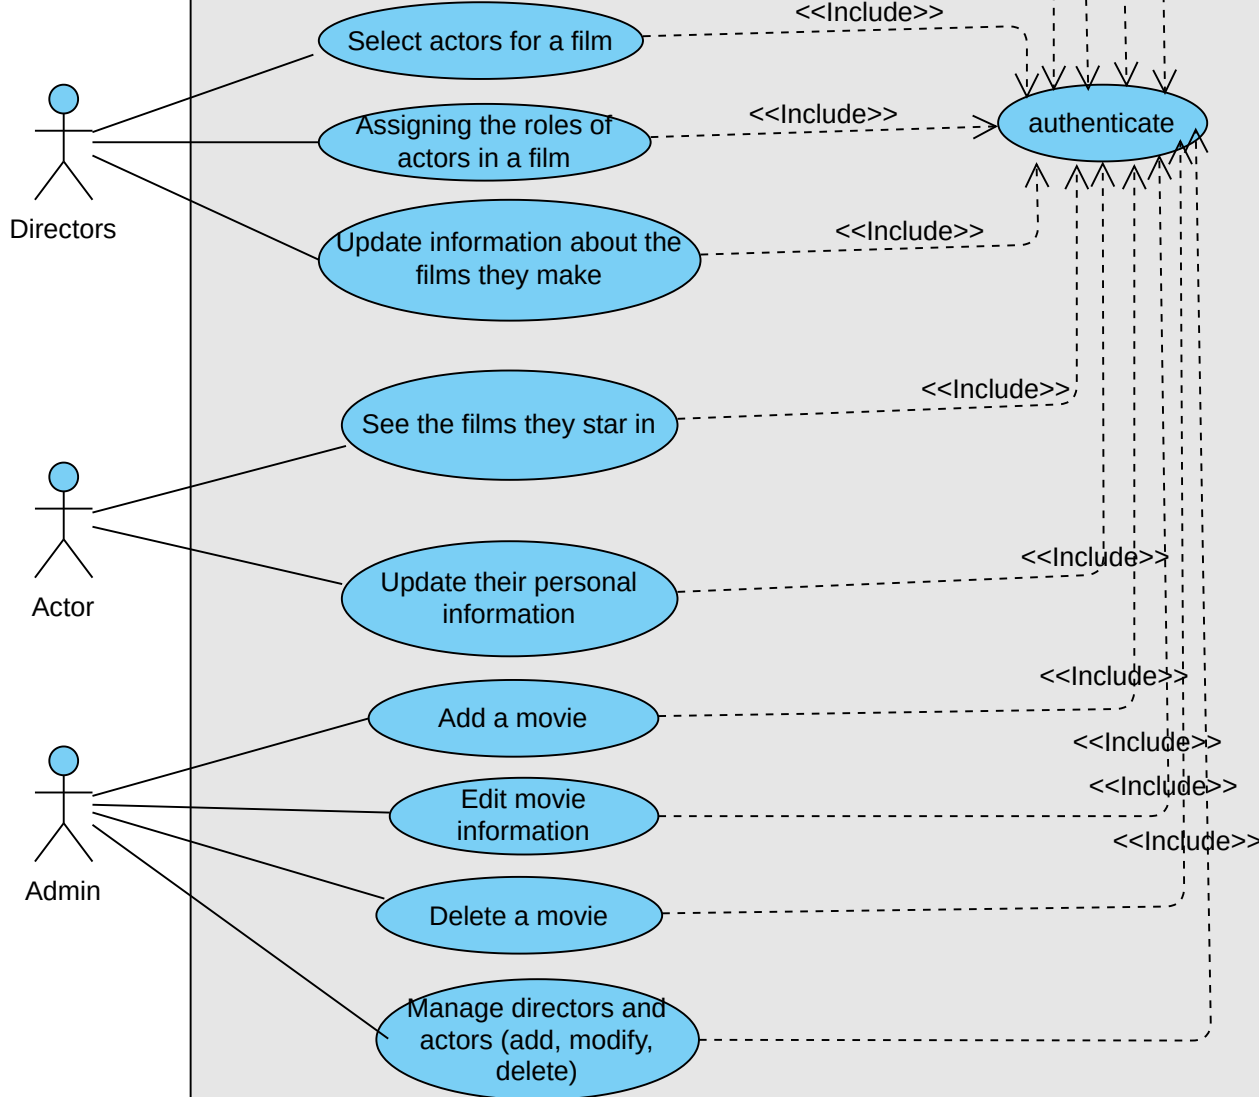 <<Include>>
Select actors for a film
<<Include>>
authenticate
Assigning the roles of
actors in a film
Directors
<<Include>>
Update information about the
films they make
<<Include>>
See the films they star in
<<Include>>
Actor
Update their personal
information
<<Include>>
Add a movie
<<Include>>
<<Include>>
Edit movie
information
<<Include>>
Admin
Delete a movie
Manage directors and
actors (add, modify,
delete)